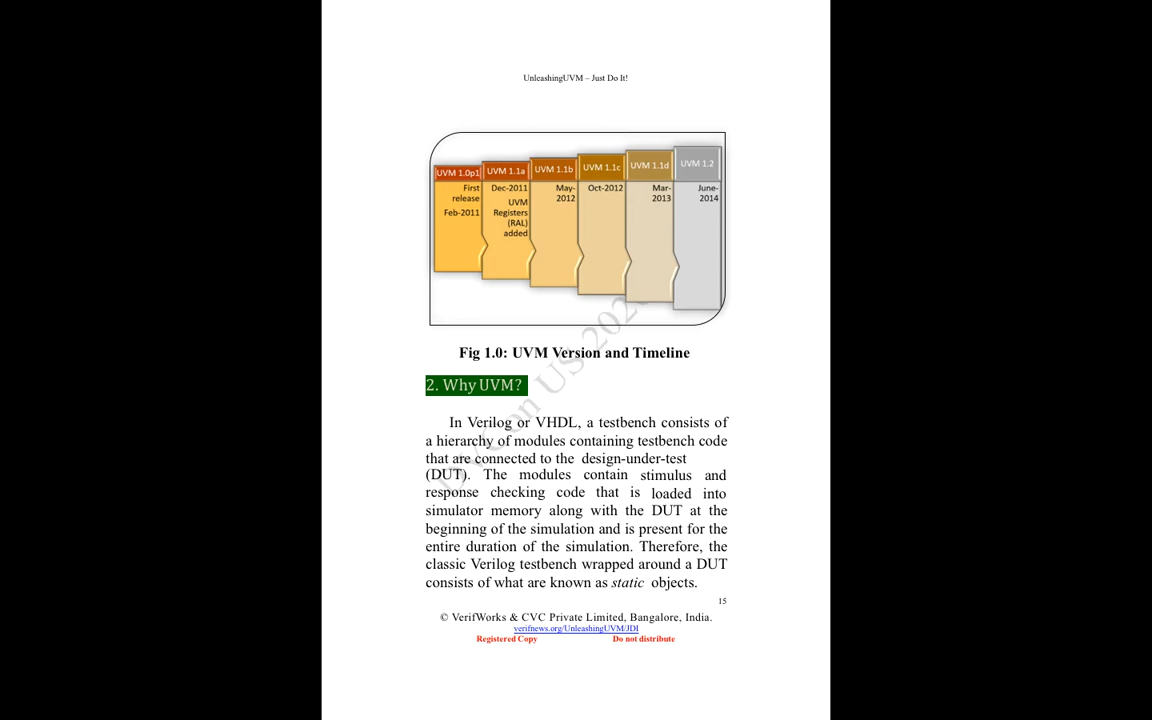 UnleashingUVM – Just Do It!
UVM 1.0p1
First
release
Feb-2011
UVM 1.1a
Dec-2011
UVM
Registers
(RAL)
added
UVM 1.1b
May-
2012
UVM 1.1c
Oct-2012
UVM 1.1d
Mar-
2013
UVM 1.2
June-
2014
Fig 1.0: UVM Version and Timeline
2. Why UVM?
In Verilog or VHDL, a testbench consists of
a hierarchy of modules containing testbench code
that are connected to the design-under-test
(DUT). The modules contain stimulus and
response checking code that is loaded into
simulator memory along with the DUT at the
beginning of the simulation and is present for the
entire duration of the simulation. Therefore, the
classic Verilog testbench wrapped around a DUT
consists of what are known as static objects.
15
© VerifWorks & CVC Private Limited, Bangalore, India.
verifnews.org/UnleashingUVM/JDI
Registered Copy Do not distribute
on US